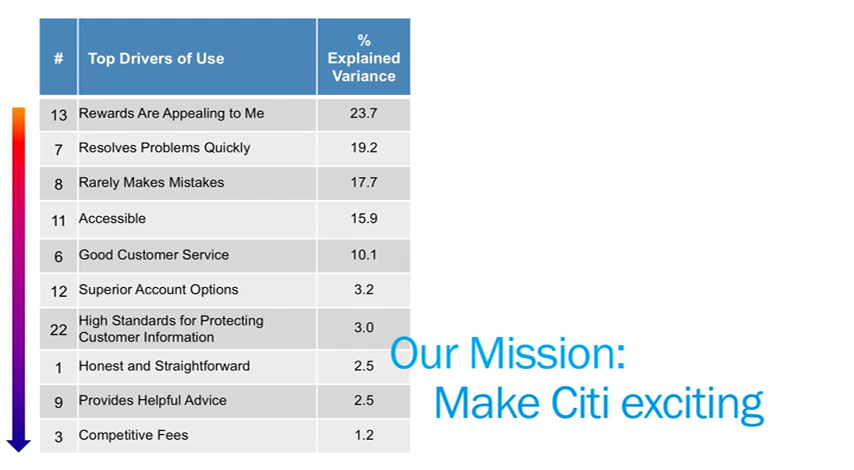 # Top Drivers of Use % Explained Variance
13 Rewards Are Appealing to Me 23.7
7 Resolves Problems Quickly 19.2
8 Rarely Makes Mistakes 17.7
11 Accessible 15.9
6 Good Customer Service 10.1
12 Superior Account Options 3.2
22 High Standards for Protecting Customer Information 3.0
1 Honest and Straightforward 2.5
9 Provides Helpful Advice 2.5
3 Competitive Fees 1.2
Our Mission:
Make Citi exciting